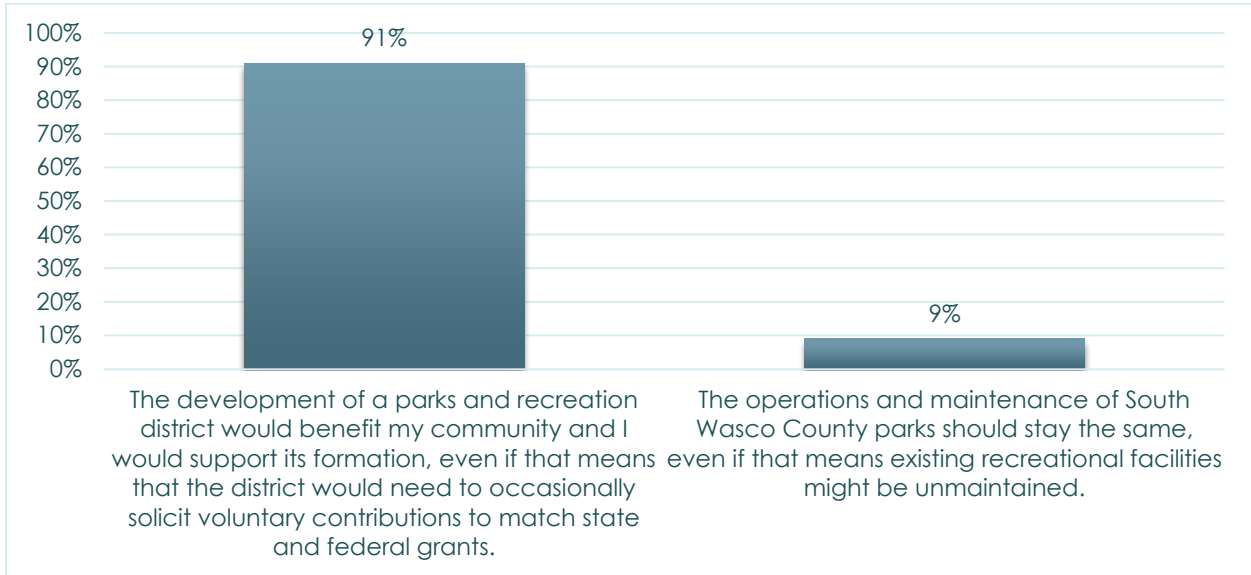 100%
90%
80%
70%
60%
50%
40%
30%
20%
10%
0%
91%
9%
The development of a parks and recreation
district would benefit my community and I
would support its formation, even if that means
that the district would need to occasionally
solicit voluntary contributions to match state
and federal grants.
The operations and maintenance of South
Wasco County parks should stay the same,
even if that means existing recreational facilities
might be unmaintained.